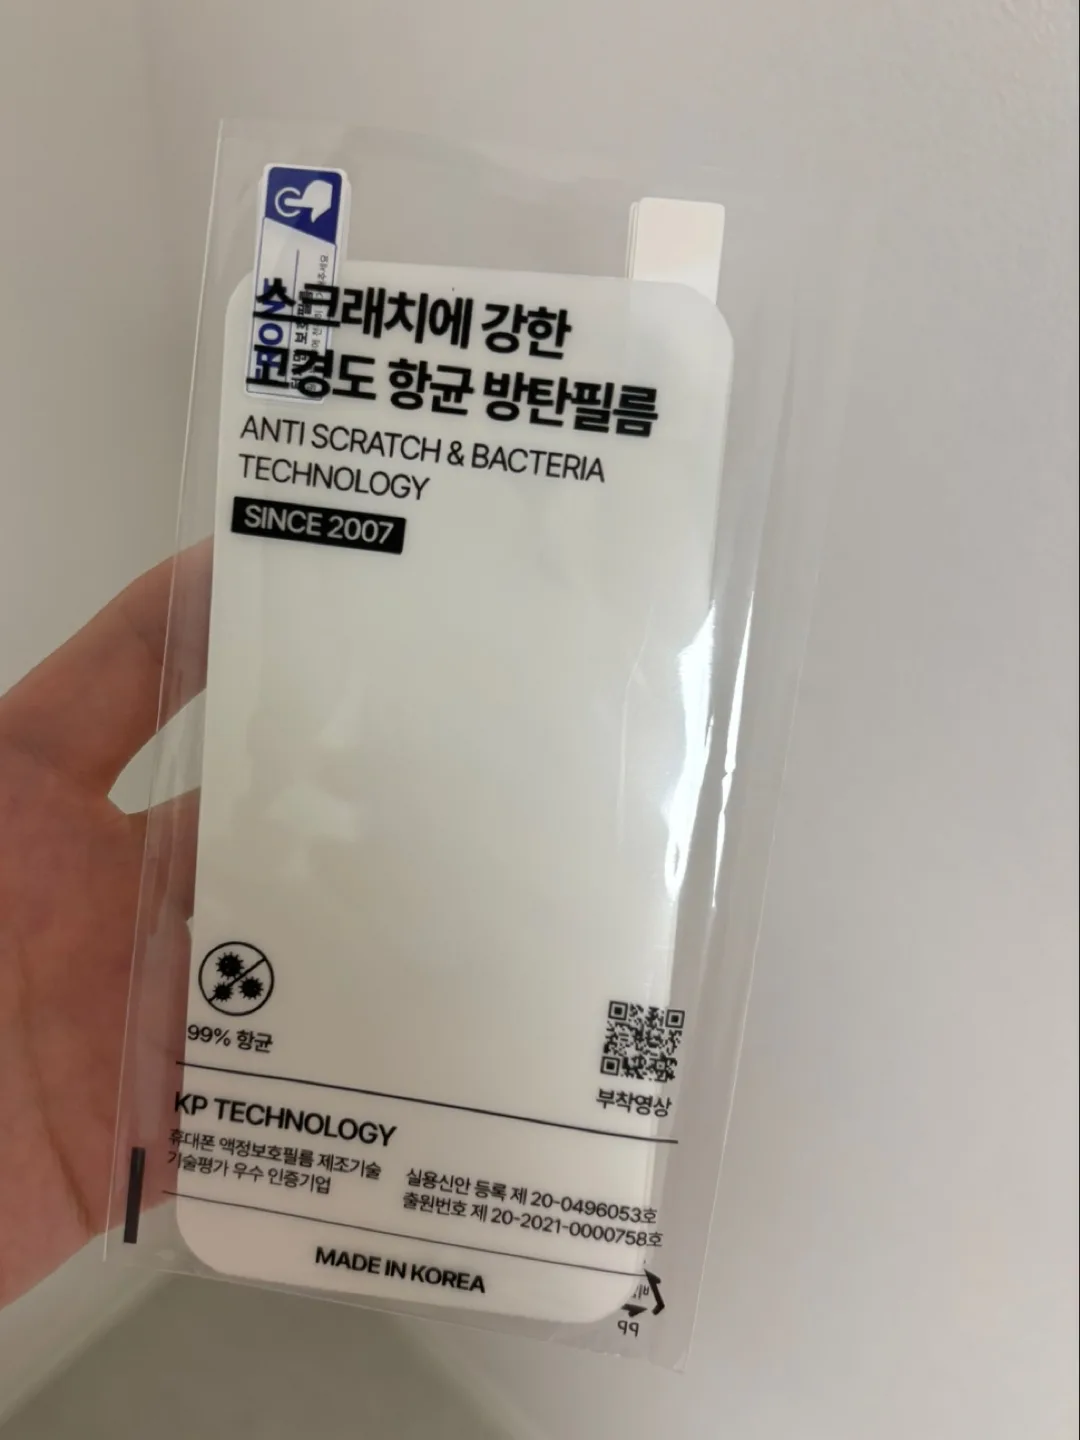 스크래치에 강한
고경도 항균 방탄필름
ANTI SCRATCH & BACTERIA
TECHNOLOGY
SINCE 2007
99% 항균
부착영상
KP TECHNOLOGY
휴대폰 액정보호필름 제조기술
기술평가 우수 인증기업
실용신안 등록 제 20-0496053호
출원번호 제 20-2021-0000758호
MADE IN KOREA